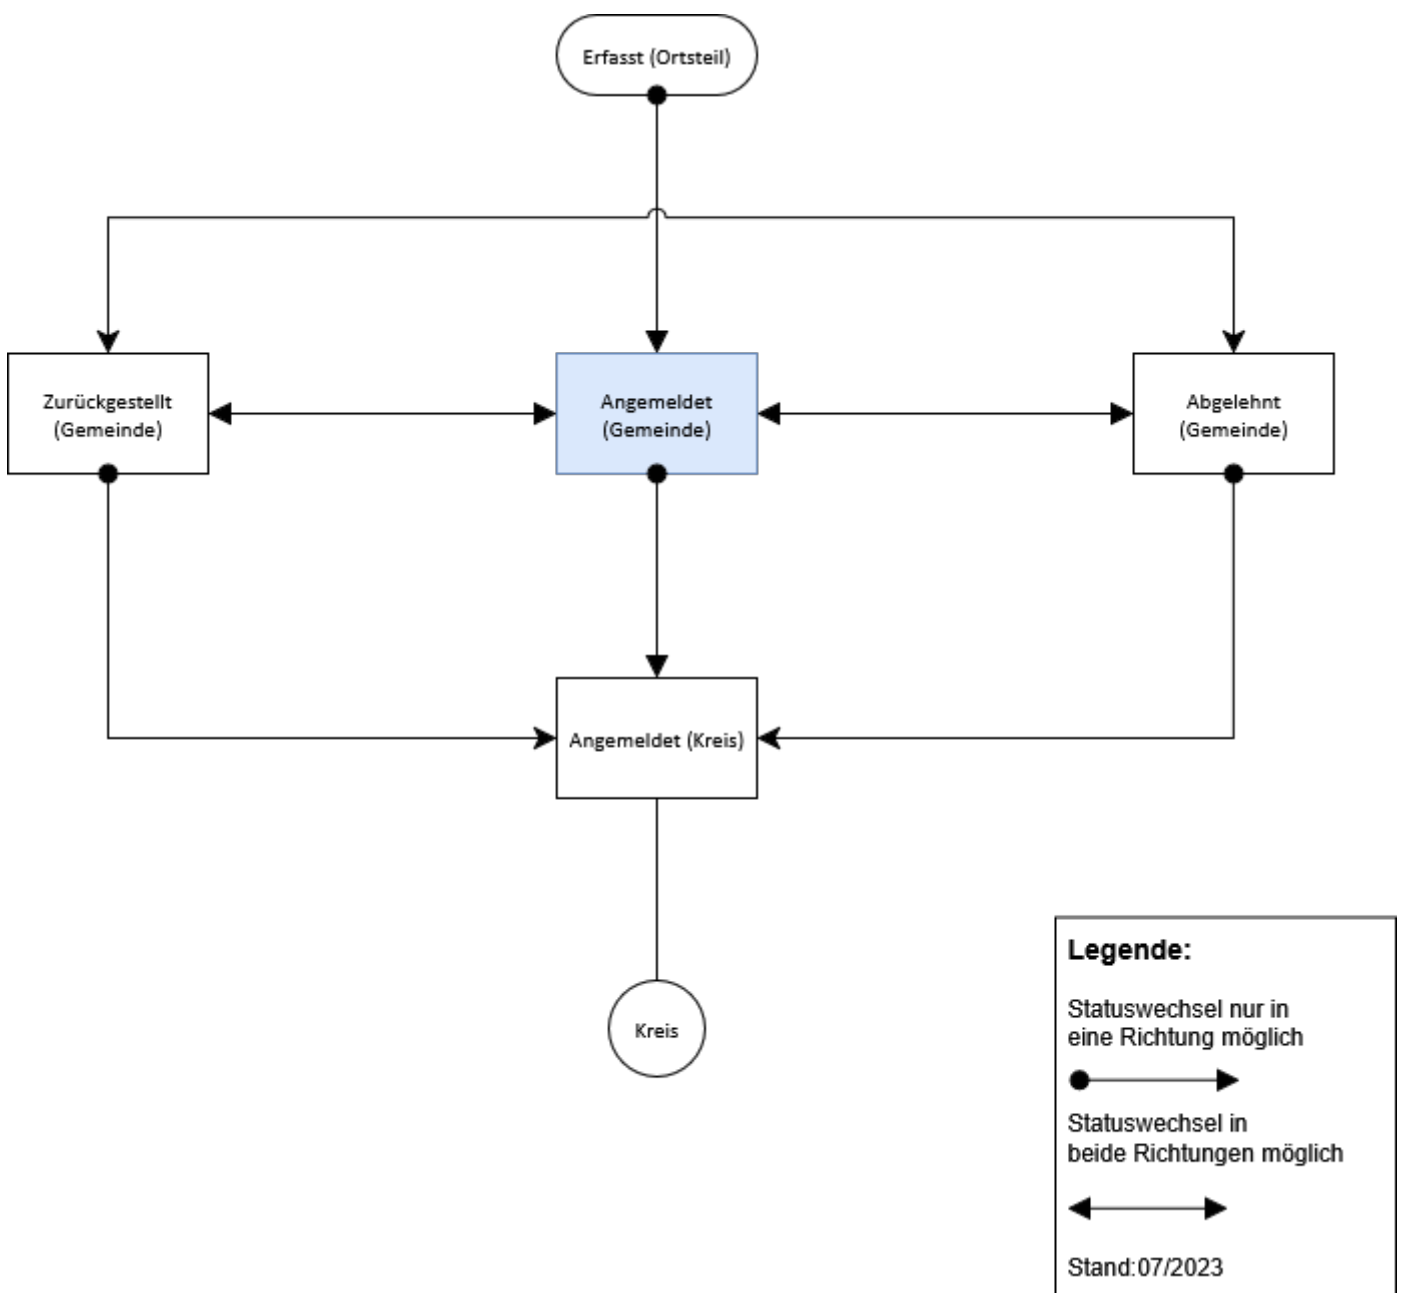 Erfasst (Ortsteil)
Zurückgestellt
(Gemeinde)
Angemeldet
(Gemeinde)
Abgelehnt
(Gemeinde)
Angemeldet (Kreis)
Kreis
Legende:
Statuswechsel nur in
eine Richtung möglich
Statuswechsel in
beide Richtungen möglich
Stand:07/2023